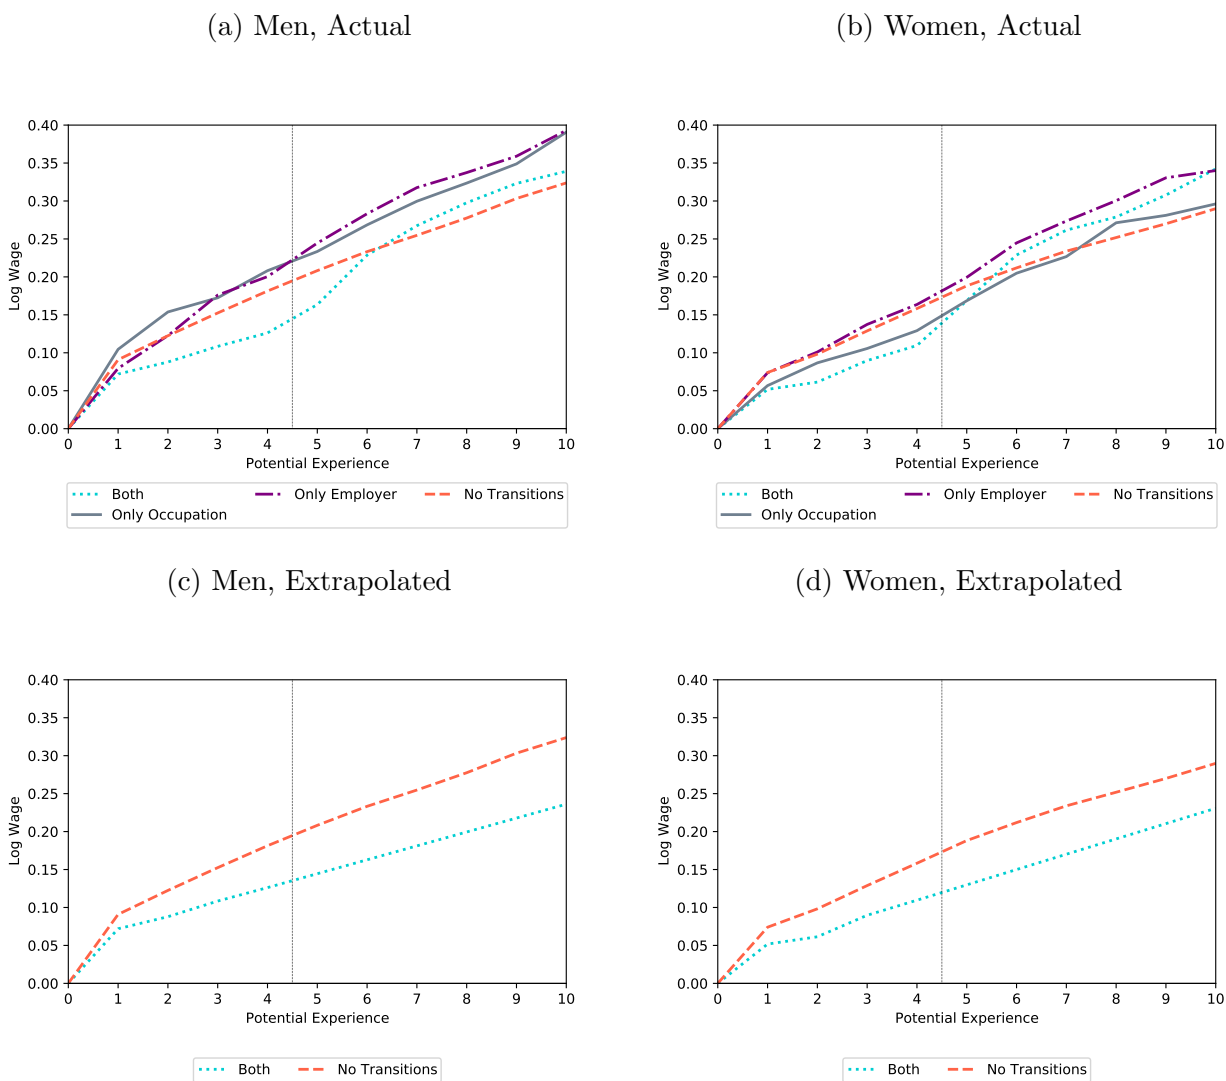 (a) Men, Actual
(b) Women, Actual
0.40
0.35
0.30
0.25
0.20
0.15
0.10
0.05
0.00
Log Wage
0 1 2 3 4 5 6 7 8 9 10
Potential Experience
Both Only Employer No Transitions
Only Occupation
0.40
0.35
0.30
0.25
0.20
0.15
0.10
0.05
0.00
Log Wage
0 1 2 3 4 5 6 7 8 9 10
Potential Experience
Both Only Employer No Transitions
Only Occupation
(c) Men, Extrapolated
(d) Women, Extrapolated
0.40
0.35
0.30
0.25
0.20
0.15
0.10
0.05
0.00
Log Wage
0 1 2 3 4 5 6 7 8 9 10
Potential Experience
Both No Transitions
0.40
0.35
0.30
0.25
0.20
0.15
0.10
0.05
0.00
Log Wage
0 1 2 3 4 5 6 7 8 9 10
Potential Experience
Both No Transitions